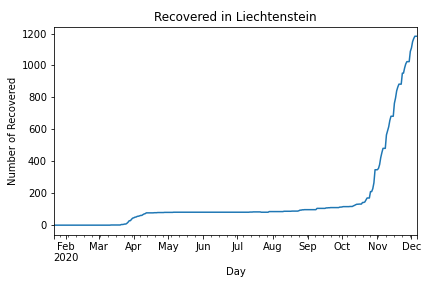 Recovered in Liechtenstein
Number of Recovered
1200
1000
800
600
400
200
0
Feb Mar Apr May Jun Jul Aug Sep Oct Nov Dec
2020
Day